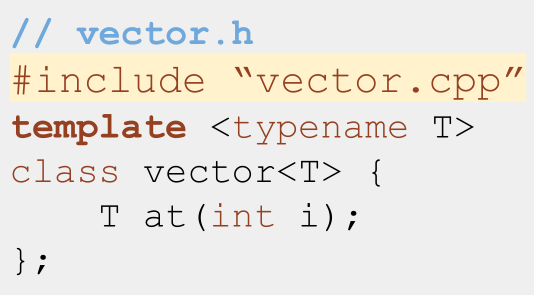 // vector.h
#include “vector.cpp”
template <typename T>
class vector<T> {
    T at(int i);
};